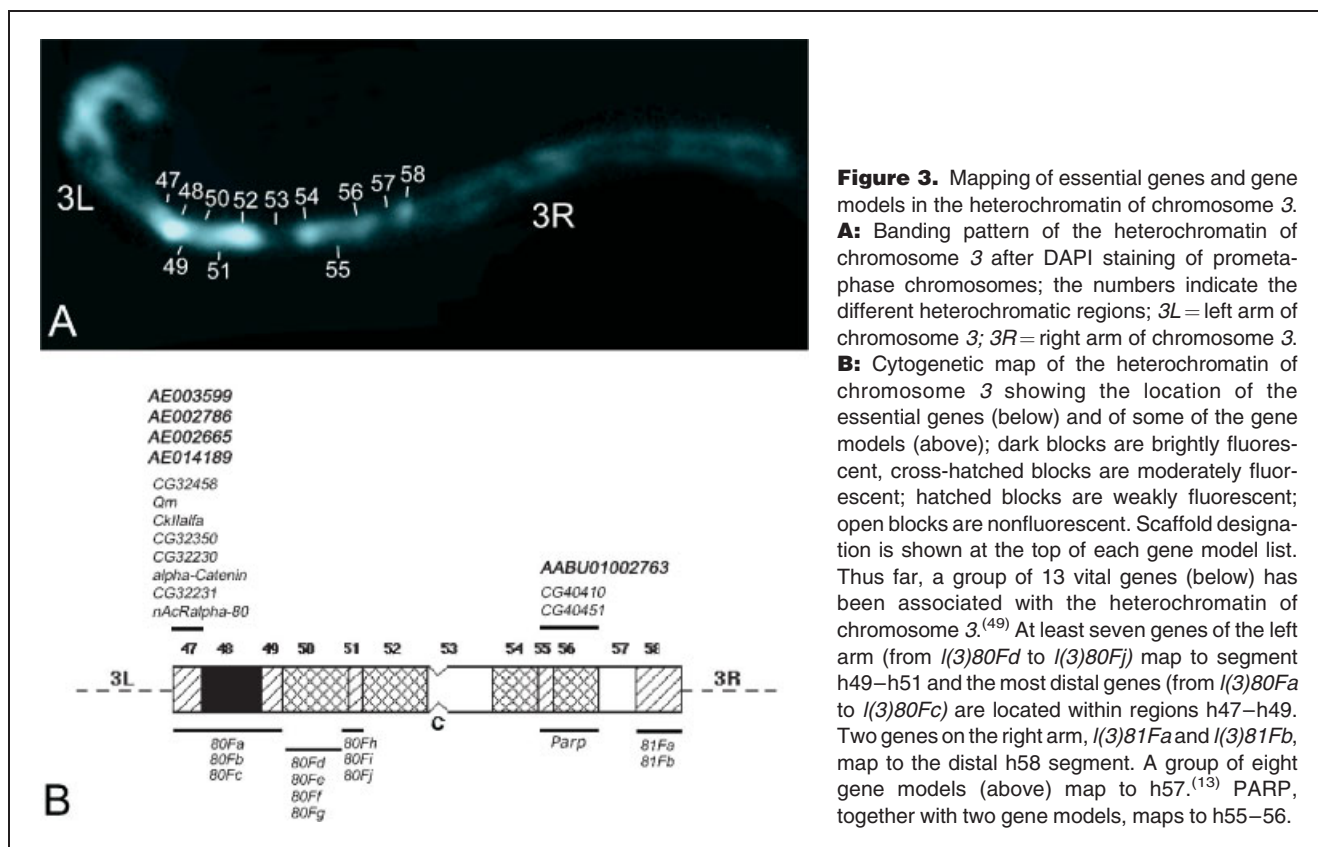 47
48
50
52
53
54
56
57
58
3L
3R
49
51
55
A
AE003599
AE002786
AE002665
AE014189
CG32458
Qm
CkIIalfa
CG32350
CG32230
alpha-Catenin
CG32231
nAcRalpha-80
AABU01002763
CG40410
CG40451
47 48 49 50 51 52 53 54 55 56 57 58
3L
3R
C
80Fa
80Fb
80Fc
80Fd
80Fe
80Ff
80Fg
80Fh
80Fi
80Fj
Parp
81Fa
81Fb
B
Figure 3. Mapping of essential genes and gene
models in the heterochromatin of chromosome 3.
A: Banding pattern of the heterochromatin of
chromosome 3 after DAPI staining of prometa-
phase chromosomes; the numbers indicate the
different heterochromatic regions; 3L = left arm of
chromosome 3; 3R = right arm of chromosome 3.
B: Cytogenetic map of the heterochromatin of
chromosome 3 showing the location of the
essential genes (below) and of some of the gene
models (above); dark blocks are brightly fluores-
cent, cross-hatched blocks are moderately fluor-
escent; hatched blocks are weakly fluorescent;
open blocks are nonfluorescent. Scaffold designa-
tion is shown at the top of each gene model list.
Thus far, a group of 13 vital genes (below) has
been associated with the heterochromatin of
chromosome 3.(49) At least seven genes of the left
arm (from l(3)80Fd to l(3)80Fj) map to segment
h49–h51 and the most distal genes (from l(3)80Fa
to l(3)80Fc) are located within regions h47–h49.
Two genes on the right arm, l(3)81Fa and l(3)81Fb,
map to the distal h58 segment. A group of eight
gene models (above) map to h57.(13) PARP,
together with two gene models, maps to h55–56.